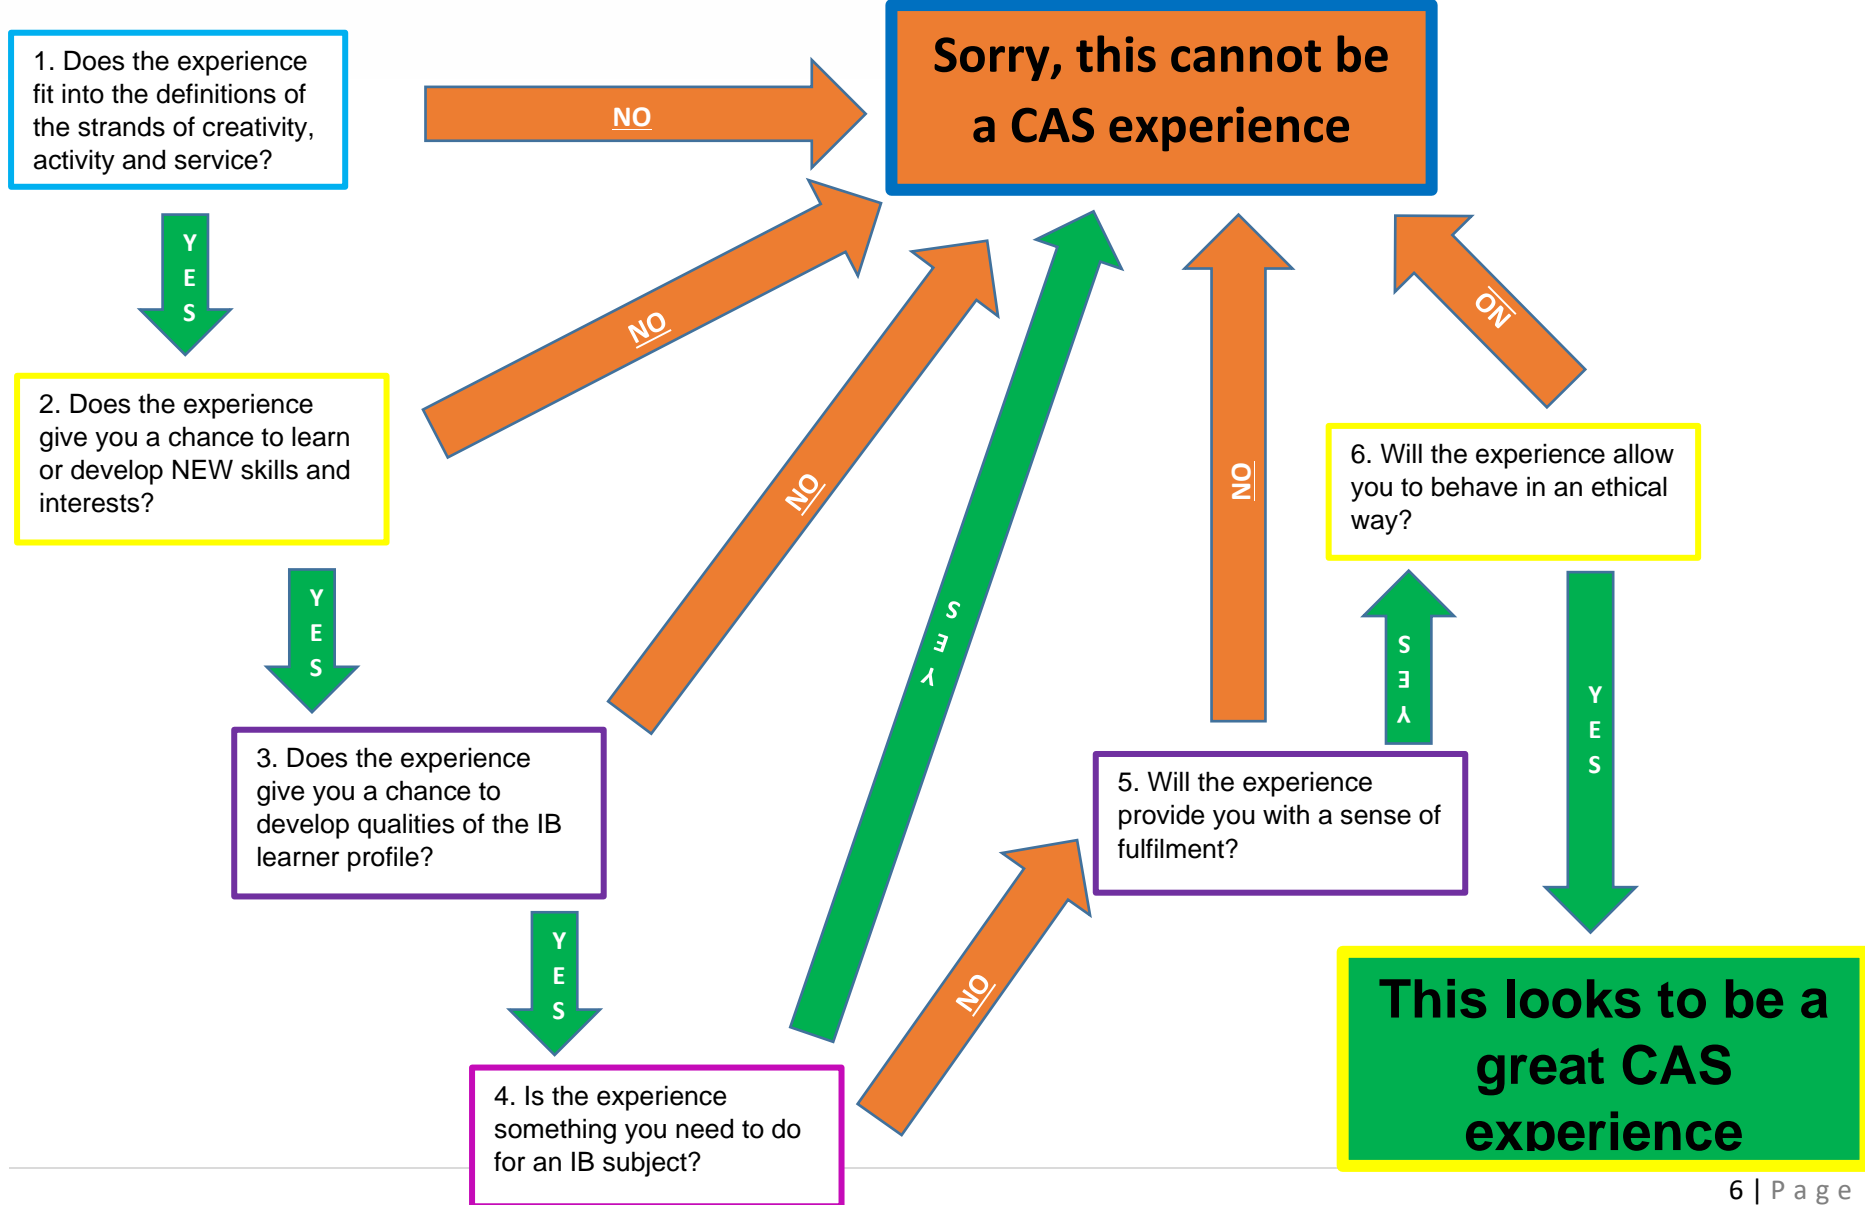 1. Does the experience
fit into the definitions of
the strands of creativity,
activity and service?
NO
Sorry, this cannot be
a CAS experience
YES
NO
2. Does the experience
give you a chance to learn
or develop NEW skills and
interests?
NO
YES
NO
YES
NO
6. Will the experience allow
you to behave in an ethical
way?
YES
YES
3. Does the experience
give you a chance to
develop qualities of the IB
learner profile?
5. Will the experience
provide you with a sense of
fulfilment?
YES
NO
4. Is the experience
something you need to do
for an IB subject?
This looks to be a
great CAS
experience
6 | Page